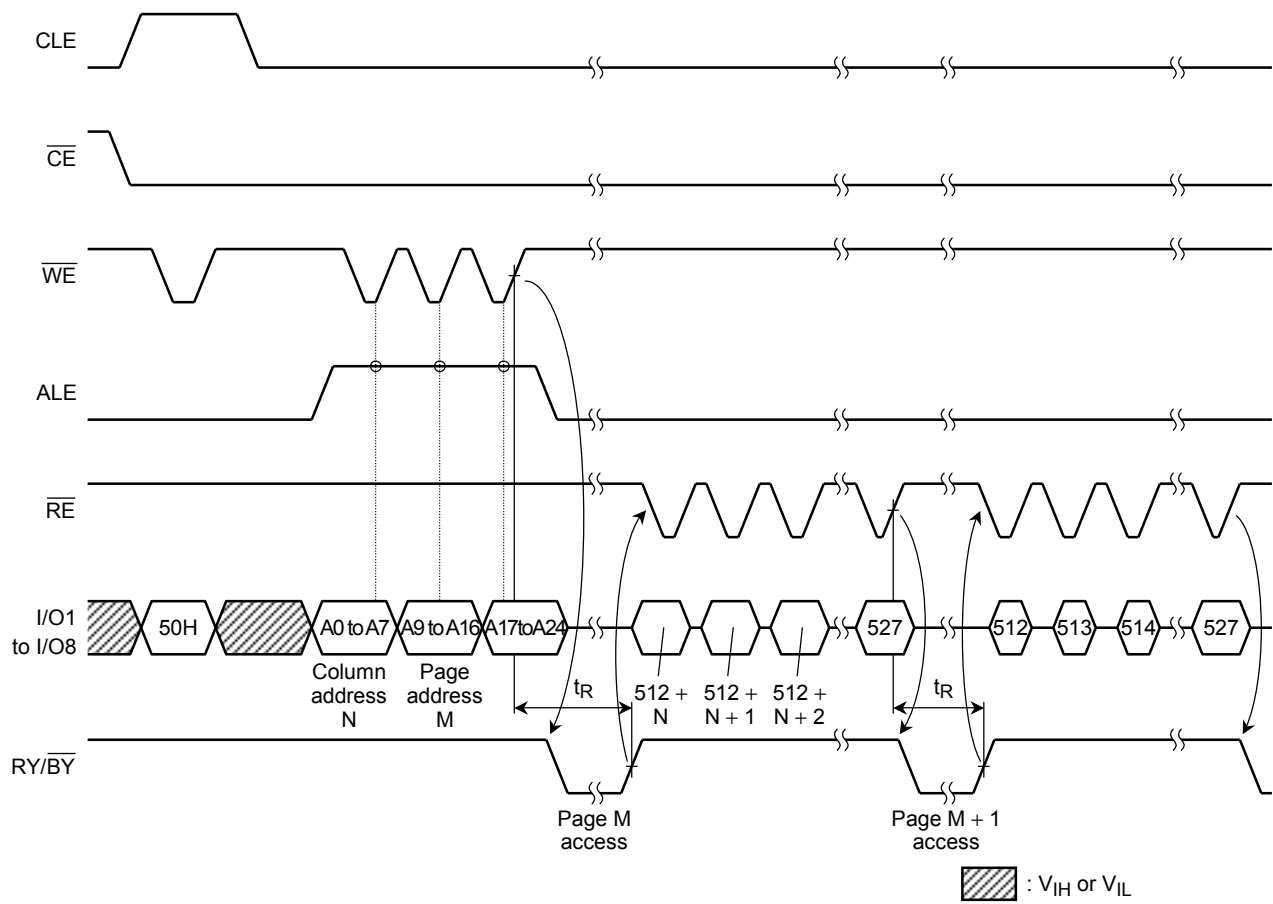 CLE
CE
WE
ALE
RE
I/O1
to I/O8
50H
A0 to A7
A9 to A16
A17 to A24
527
512
513
514
527
Column
address
N
Page
address
M
tR
512 +
N
512 +
N + 1
512 +
N + 2
tR
RY/BY
Page M
access
Page M + 1
access
: VIH or VIL